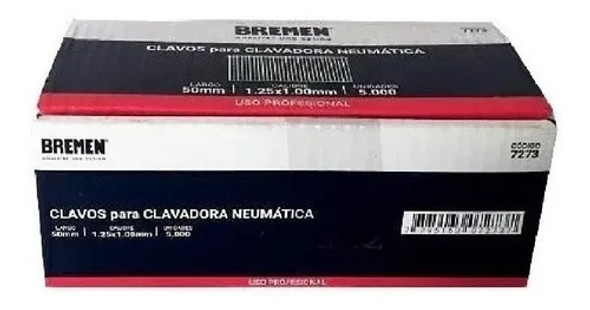 BREMEN
7273
CLAVOS para CLAVADORA NEUMÁTICA
LARGO CALIBRE UNIDADES
50mm | 1.25x1.00mm | 5.000
USO PROFESIONAL
BREMEN
CÓDIGO
7273
CLAVOS para CLAVADORA NEUMÁTICA
LARGO CALIBRE UNIDADES
50mm | 1.25x1.00mm | 5.000
USO PROFESIONAL